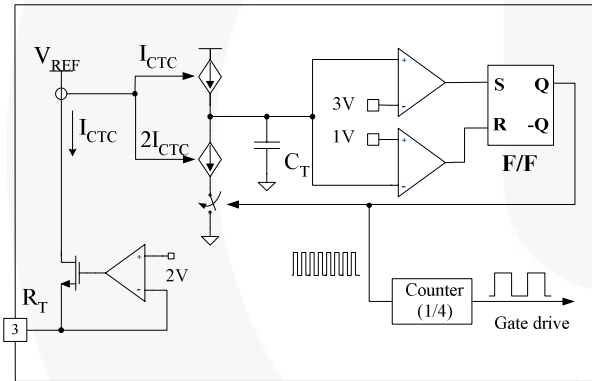 V_REF
I_CTC
I_CTC
2I_CTC
C_T
3V
1V
+
-
+
-
S Q
R -Q
F/F
R_T
+
-
2V
3
Counter
(1/4)
Gate drive